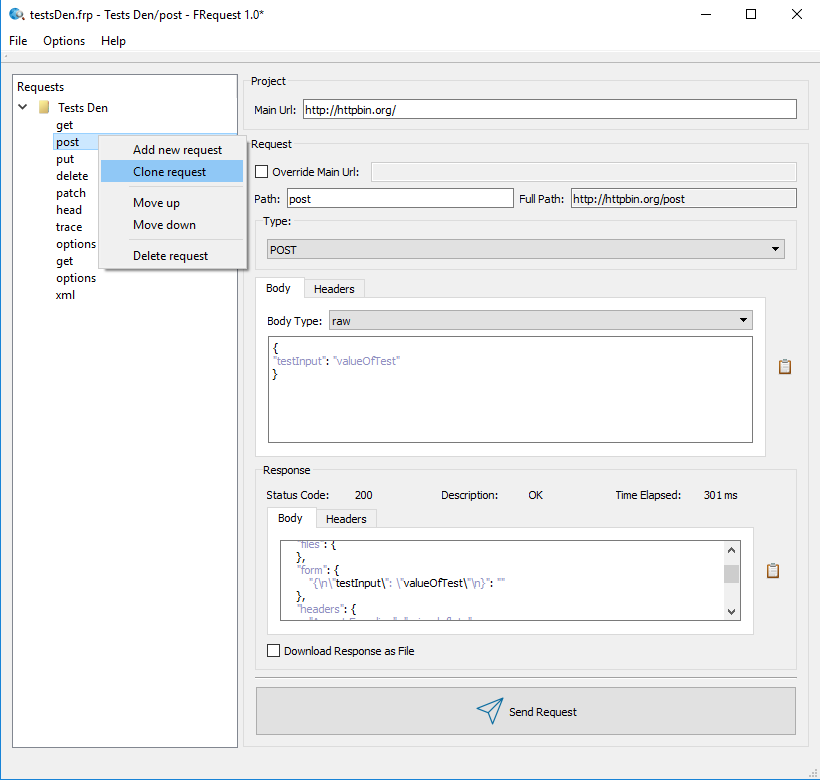 testsDen.frp - Tests Den/post - FRequest 1.0*
File Options Help
Requests
Tests Den
get
post
put
delete
patch
head
trace
options
get
options
xml
Add new request
Clone request
Move up
Move down
Delete request
Project
Main Url: http://httpbin.org/
Request
Override Main Url:
Path: post Full Path: http://httpbin.org/post
Type:
POST
Body Headers
Body Type: raw
{
"testInput": "valueOfTest"
}
Response
Status Code: 200 Description: OK Time Elapsed: 301 ms
Body Headers
"files": {
},
"form": {
"{\n\"testInput\": \"valueOfTest\"\n}": ""
},
"headers": {
Download Response as File
Send Request